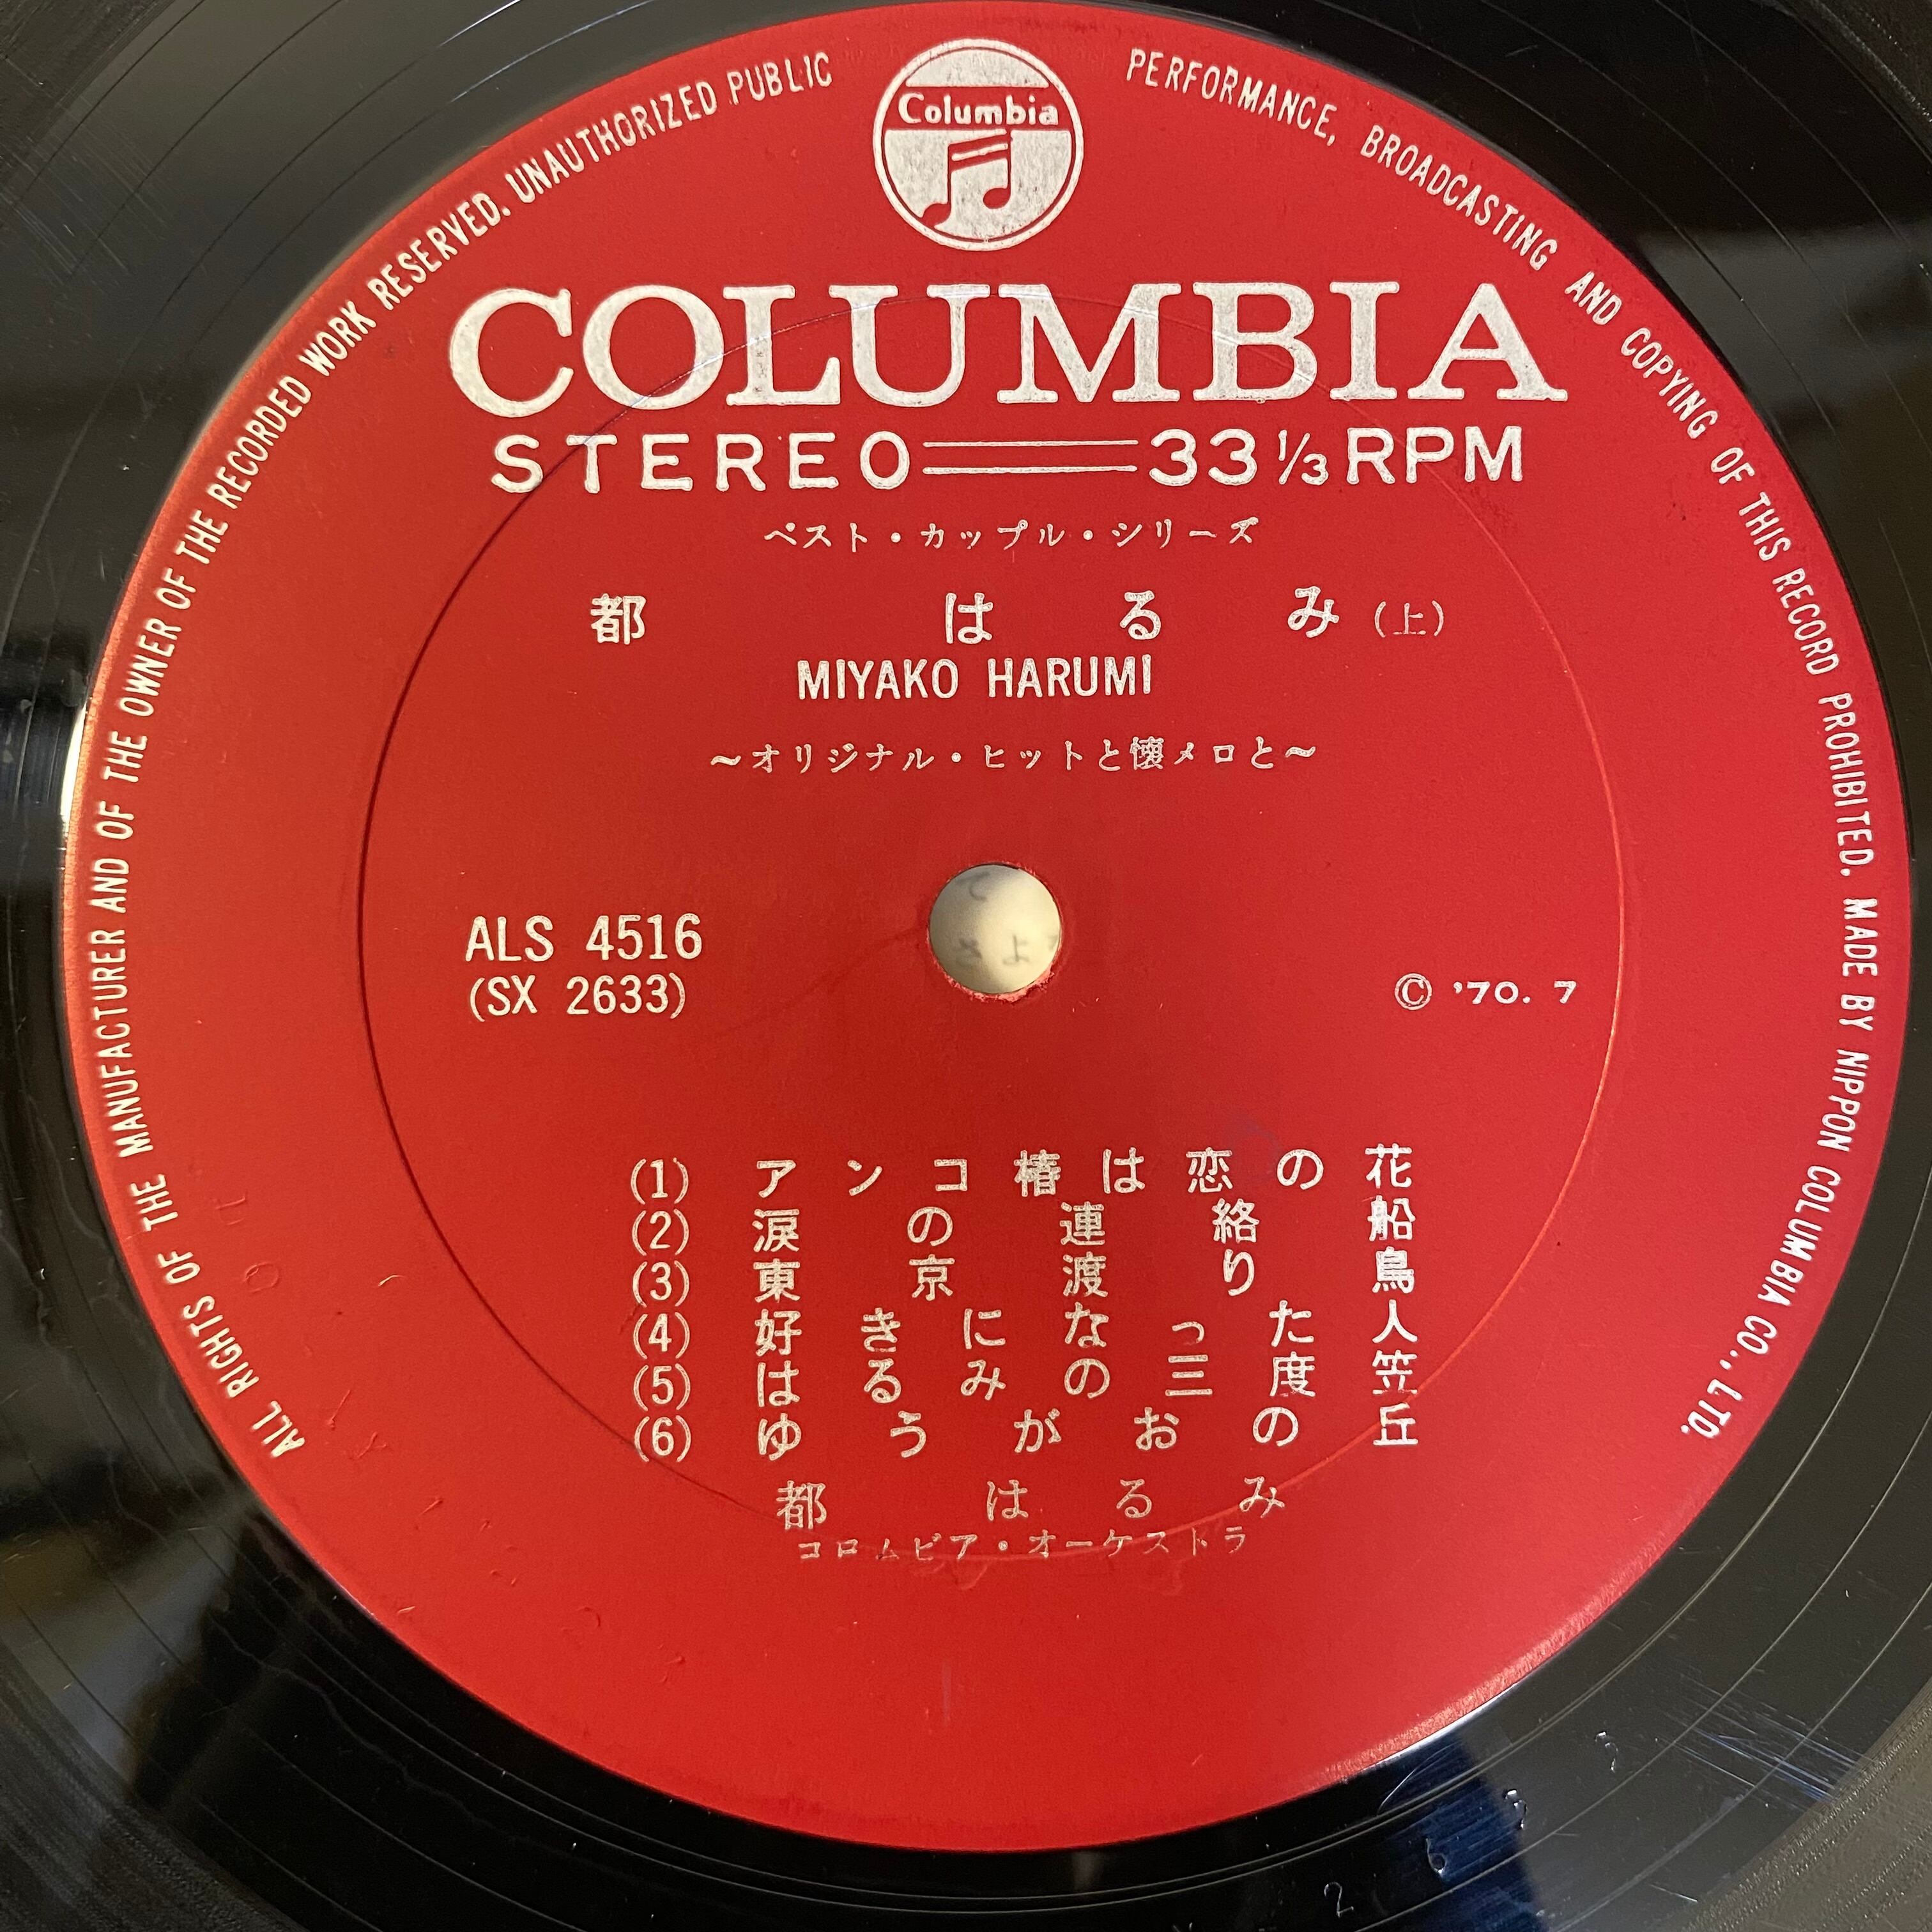 ALL RIGHTS OF THE MANUFACTURER AND OF THE OWNER OF THE RECORDED WORK RESERVED. UNAUTHORIZED PUBLIC PERFORMANCE, BROADCASTING AND COPYING OF THIS RECORD PROHIBITED. MADE BY NIPPON COLUMBIA CO., LTD.
Columbia
COLUMBIA
STEREO 33 1/3 RPM
ベスト・カップル・シリーズ
都はるみ(上)
MIYAKO HARUMI
～オリジナル・ヒットと懐メロと～
ALS 4516
(SX 2633)
© '70. 7
(1) アンコ椿は恋の花
(2) 涙の連絡船
(3) 東京渡り鳥
(4) 好きになった人
(5) はるみの三度笠
(6) ゆうがおの丘
都はるみ
コロムビア・オーケストラ